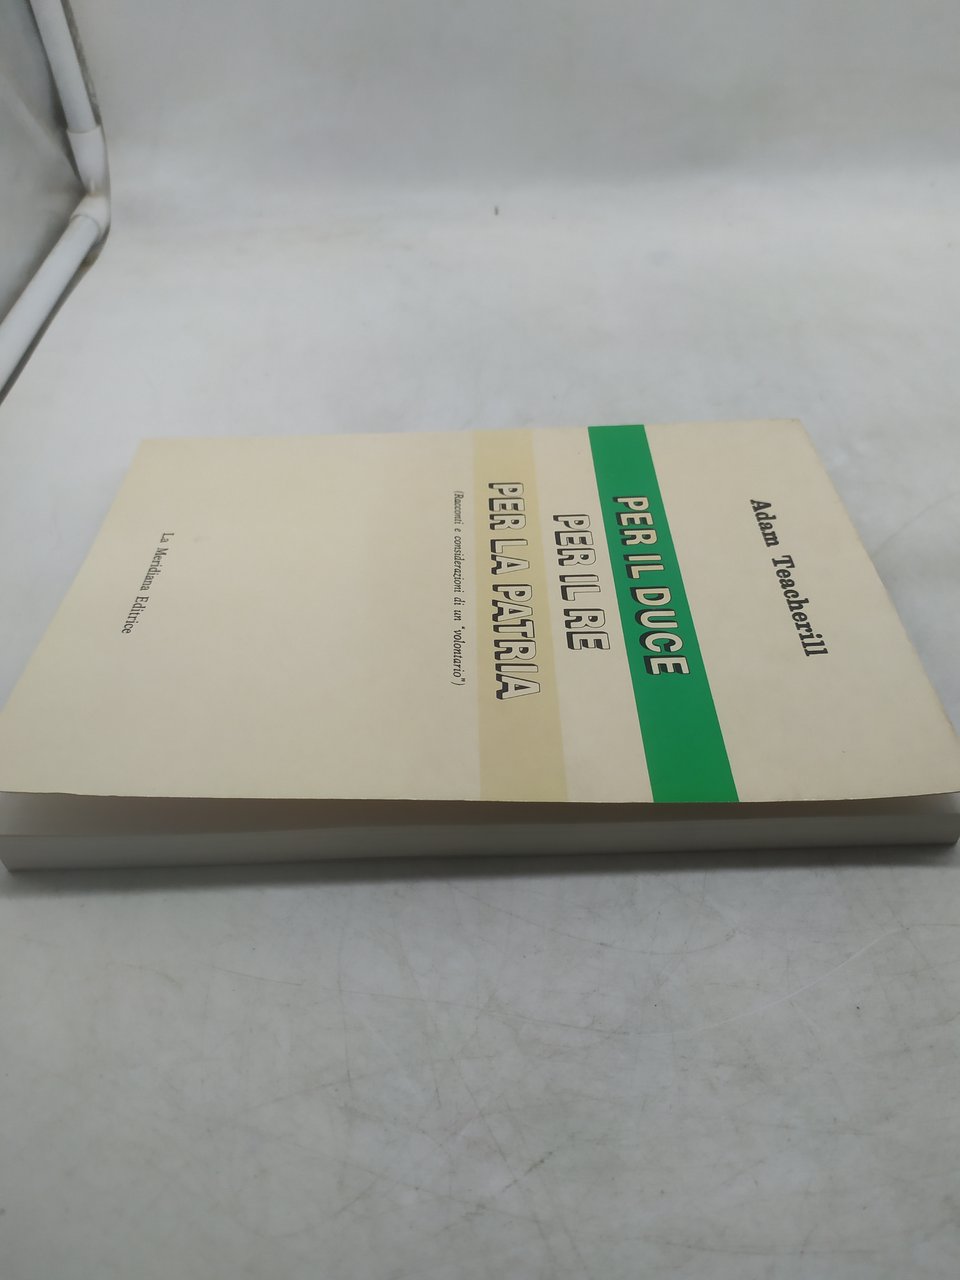 Adam Teacherill
PER IL DUCE
PER IL RE
PER LA PATRIA
(Racconti e considerazioni di un "volontario")
La Meridiana Editrice